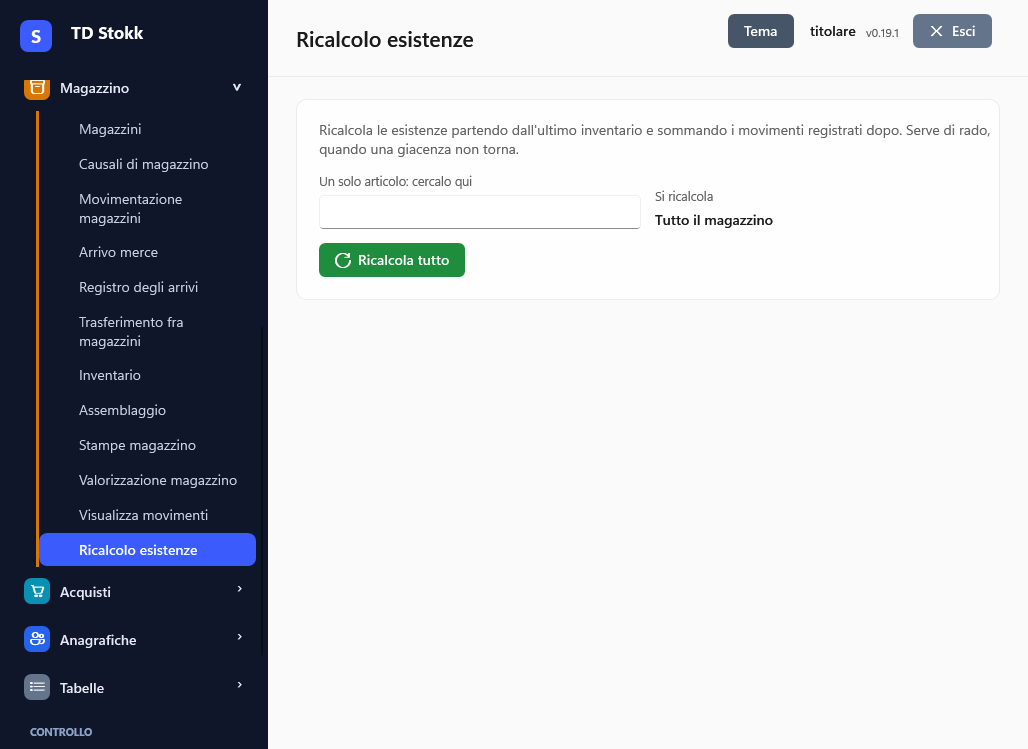 S
TD Stokk
Magazzino
Magazzini
Causali di magazzino
Movimentazione
magazzini
Arrivo merce
Registro degli arrivi
Trasferimento fra
magazzini
Inventario
Assemblaggio
Stampe magazzino
Valorizzazione magazzino
Visualizza movimenti
Ricalcolo esistenze
Acquisti
Anagrafiche
Tabelle
CONTROLLO
Ricalcolo esistenze
Tema
titolare
v0.19.1
Esci
Ricalcola le esistenze partendo dall'ultimo inventario e sommando i movimenti registrati dopo. Serve di rado,
quando una giacenza non torna.
Un solo articolo: cercalo qui
Si ricalcola
Tutto il magazzino
Ricalcola tutto